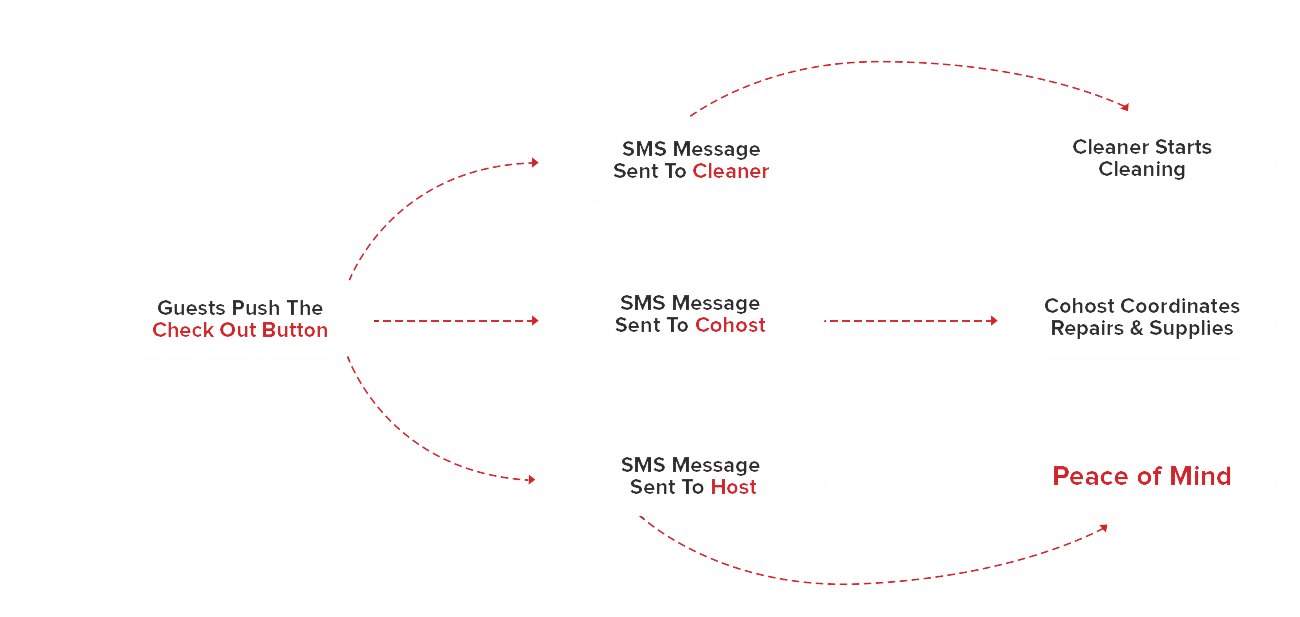 SMS Message
Sent To Cleaner
Cleaner Starts
Cleaning
Guests Push The
Check Out Button
SMS Message
Sent To Cohost
Cohost Coordinates
Repairs & Supplies
SMS Message
Sent To Host
Peace of Mind